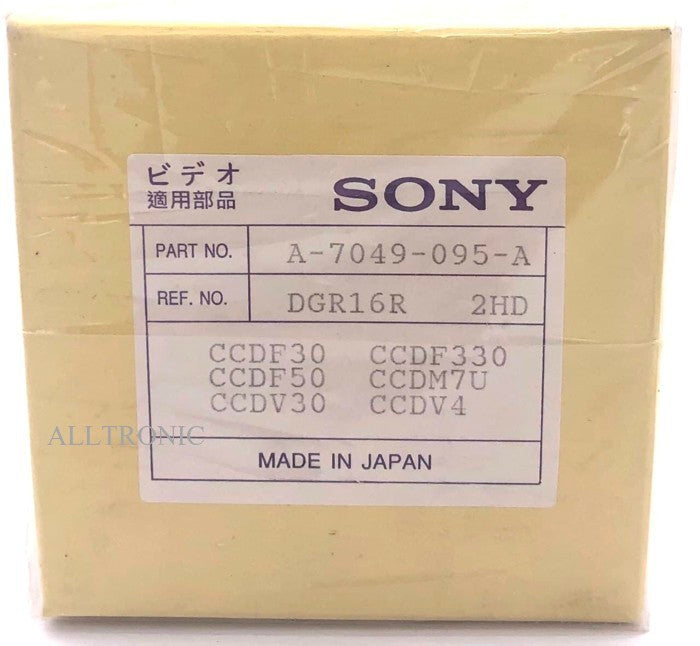 ビデオ
適用部品
SONY
PART NO. A-7049-095-A
REF. NO. DGR16R 2HD
CCDF30 CCDF330
CCDF50 CCDM7U
CCDV30 CCDV4
ALLTRONIC
MADE IN JAPAN